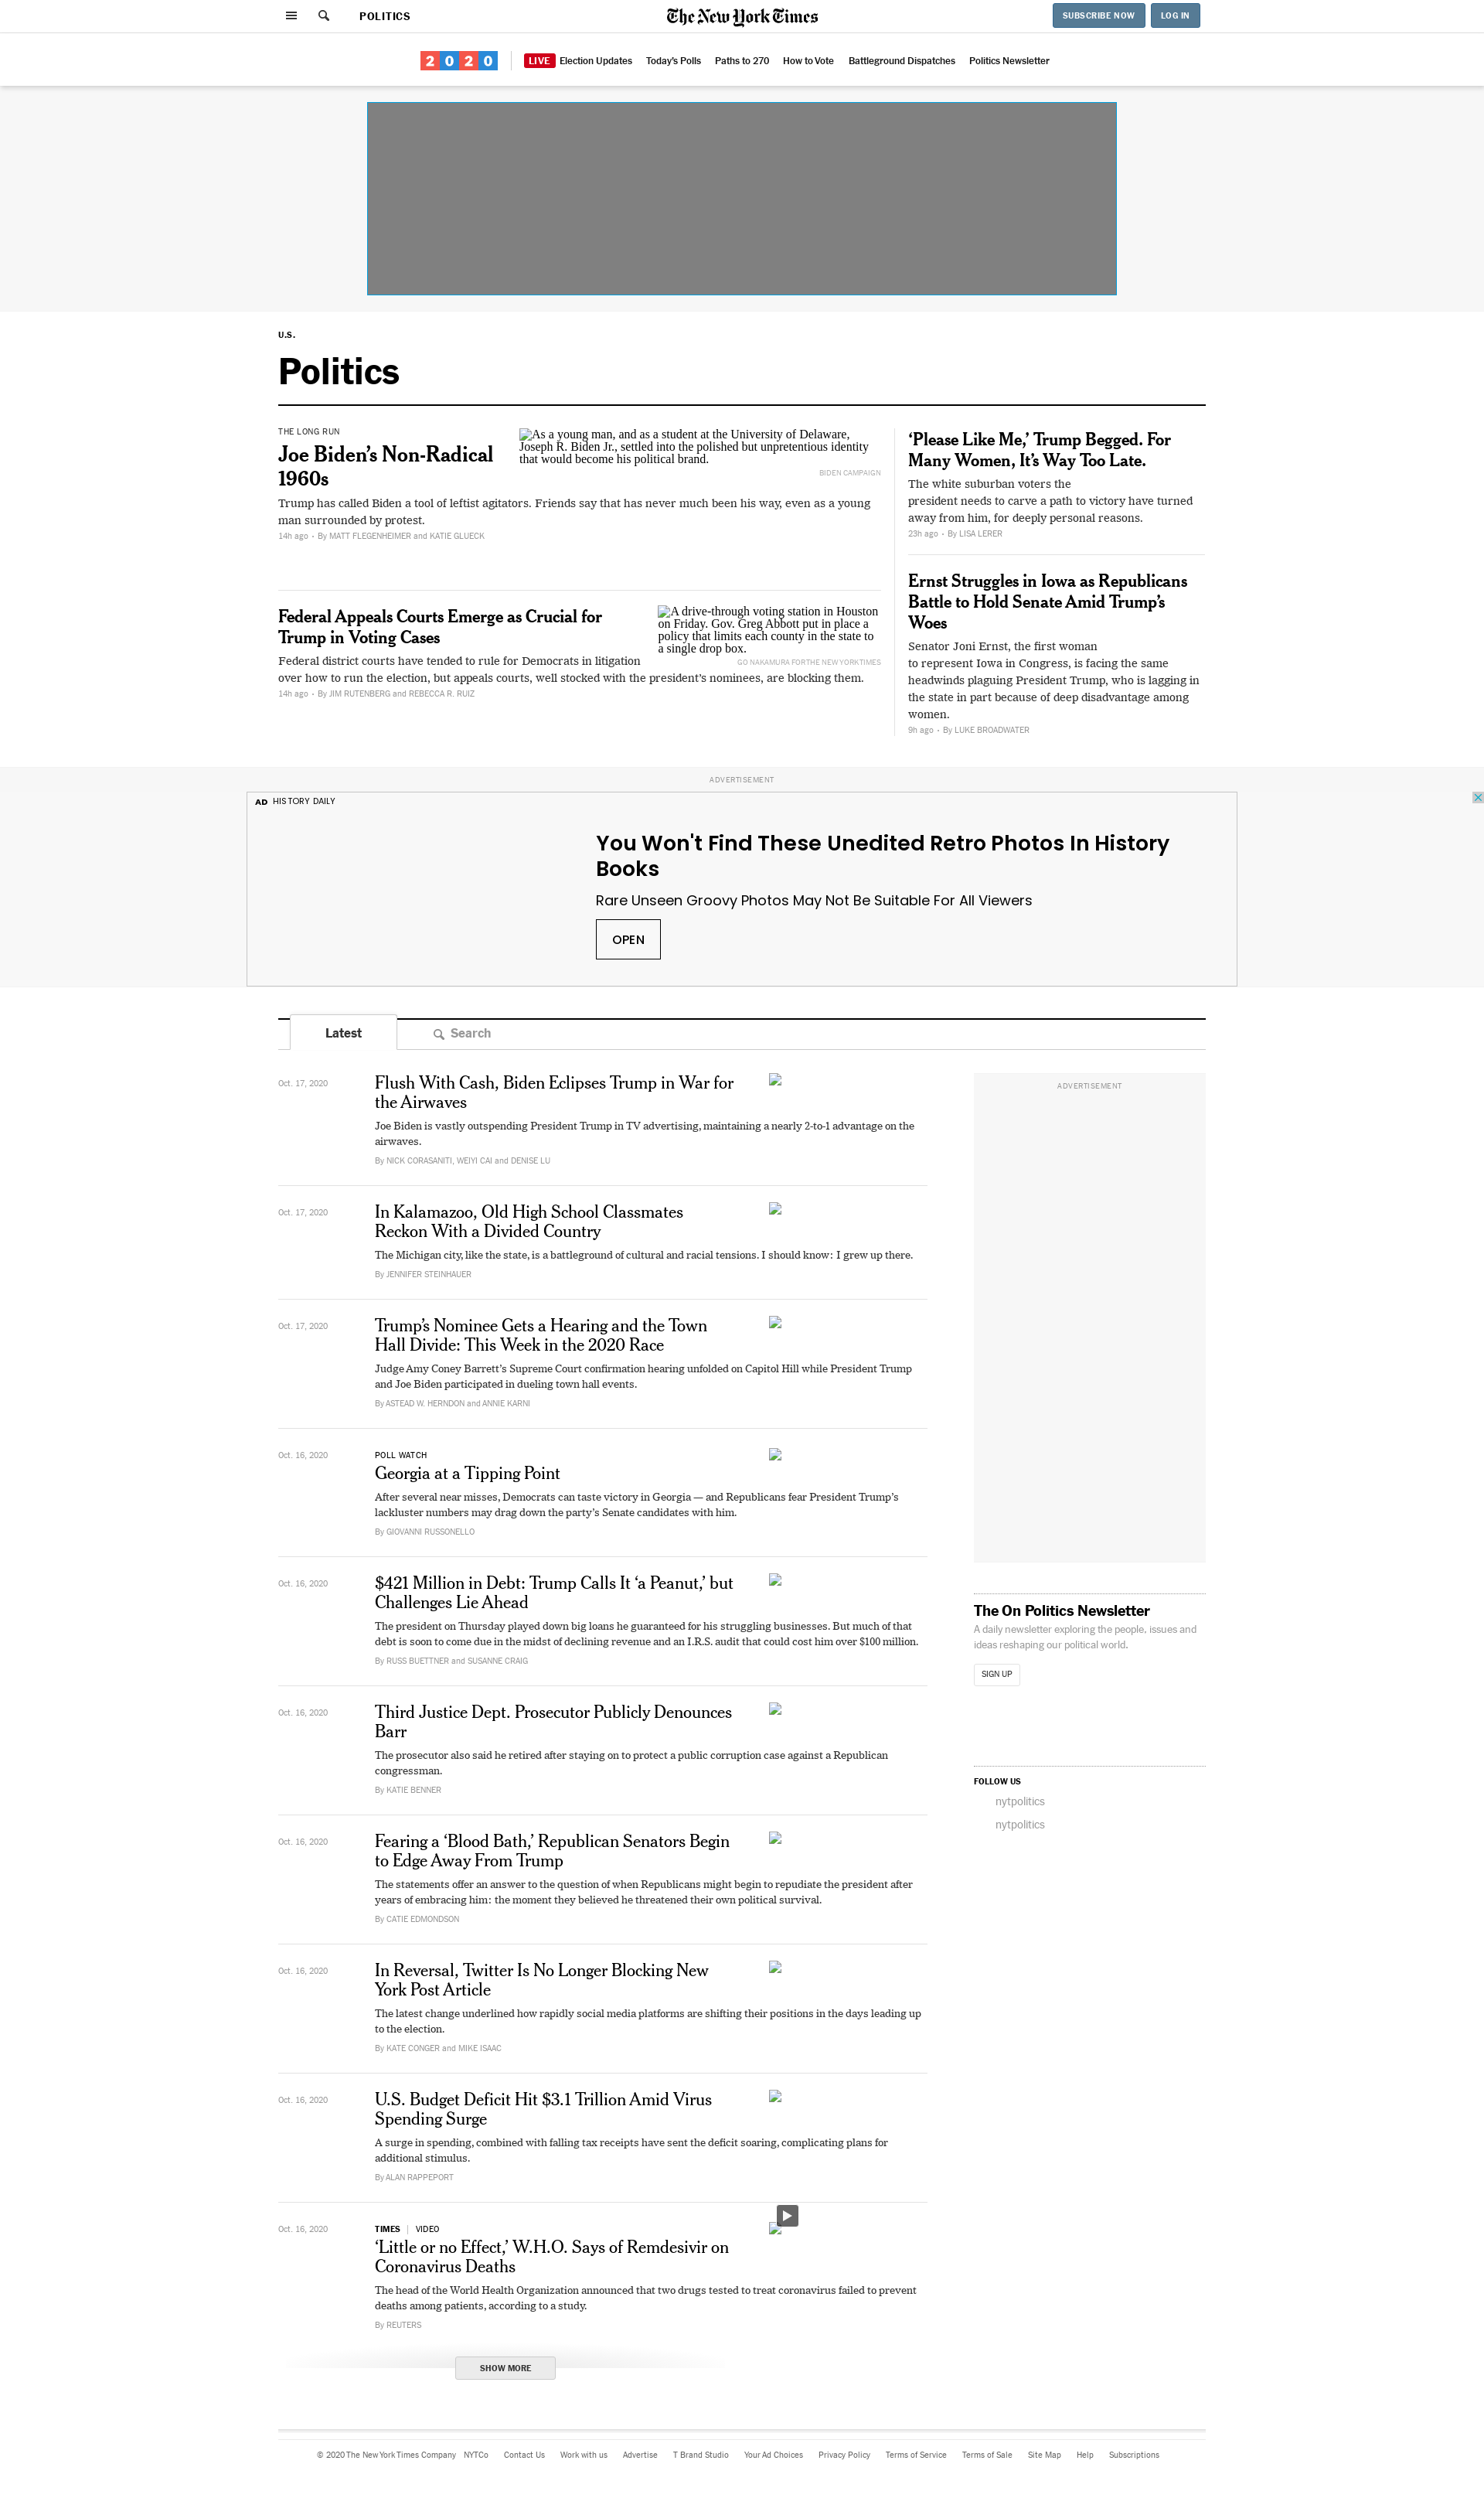 POLITICS
The New York Times
SUBSCRIBE NOW
LOG IN
2020
LIVE Election Updates Today's Polls Paths to 270 How to Vote Battleground Dispatches Politics Newsletter
U.S.
Politics
THE LONG RUN
Joe Biden’s Non-Radical
1960s
As a young man, and as a student at the University of Delaware,
Joseph R. Biden Jr., settled into the polished but unpretentious identity
that would become his political brand.
BIDEN CAMPAIGN
Trump has called Biden a tool of leftist agitators. Friends say that has never much been his way, even as a young
man surrounded by protest.
14h ago • By MATT FLEGENHEIMER and KATIE GLUECK
Federal Appeals Courts Emerge as Crucial for
Trump in Voting Cases
A drive-through voting station in Houston
on Friday. Gov. Greg Abbott put in place a
policy that limits each county in the state to
a single drop box.
GO NAKAMURA FOR THE NEW YORK TIMES
Federal district courts have tended to rule for Democrats in litigation
over how to run the election, but appeals courts, well stocked with the president’s nominees, are blocking them.
14h ago • By JIM RUTENBERG and REBECCA R. RUIZ
‘Please Like Me,’ Trump Begged. For
Many Women, It’s Way Too Late.
The white suburban voters the
president needs to carve a path to victory have turned
away from him, for deeply personal reasons.
23h ago • By LISA LERER
Ernst Struggles in Iowa as Republicans
Battle to Hold Senate Amid Trump’s
Woes
Senator Joni Ernst, the first woman
to represent Iowa in Congress, is facing the same
headwinds plaguing President Trump, who is lagging in
the state in part because of deep disadvantage among
women.
9h ago • By LUKE BROADWATER
ADVERTISEMENT
AD HISTORY DAILY
You Won't Find These Unedited Retro Photos In History
Books
Rare Unseen Groovy Photos May Not Be Suitable For All Viewers
OPEN
Latest
Search
Oct. 17, 2020
Flush With Cash, Biden Eclipses Trump in War for
the Airwaves
Joe Biden is vastly outspending President Trump in TV advertising, maintaining a nearly 2-to-1 advantage on the
airwaves.
By NICK CORASANITI, WEIYI CAI and DENISE LU
Oct. 17, 2020
In Kalamazoo, Old High School Classmates
Reckon With a Divided Country
The Michigan city, like the state, is a battleground of cultural and racial tensions. I should know: I grew up there.
By JENNIFER STEINHAUER
Oct. 17, 2020
Trump’s Nominee Gets a Hearing and the Town
Hall Divide: This Week in the 2020 Race
Judge Amy Coney Barrett’s Supreme Court confirmation hearing unfolded on Capitol Hill while President Trump
and Joe Biden participated in dueling town hall events.
By ASTEAD W. HERNDON and ANNIE KARNI
Oct. 16, 2020
POLL WATCH
Georgia at a Tipping Point
After several near misses, Democrats can taste victory in Georgia — and Republicans fear President Trump’s
lackluster numbers may drag down the party’s Senate candidates with him.
By GIOVANNI RUSSONELLO
Oct. 16, 2020
$421 Million in Debt: Trump Calls It ‘a Peanut,’ but
Challenges Lie Ahead
The president on Thursday played down big loans he guaranteed for his struggling businesses. But much of that
debt is soon to come due in the midst of declining revenue and an I.R.S. audit that could cost him over $100 million.
By RUSS BUETTNER and SUSANNE CRAIG
Oct. 16, 2020
Third Justice Dept. Prosecutor Publicly Denounces
Barr
The prosecutor also said he retired after staying on to protect a public corruption case against a Republican
congressman.
By KATIE BENNER
Oct. 16, 2020
Fearing a ‘Blood Bath,’ Republican Senators Begin
to Edge Away From Trump
The statements offer an answer to the question of when Republicans might begin to repudiate the president after
years of embracing him: the moment they believed he threatened their own political survival.
By CATIE EDMONDSON
Oct. 16, 2020
In Reversal, Twitter Is No Longer Blocking New
York Post Article
The latest change underlined how rapidly social media platforms are shifting their positions in the days leading up
to the election.
By KATE CONGER and MIKE ISAAC
Oct. 16, 2020
U.S. Budget Deficit Hit $3.1 Trillion Amid Virus
Spending Surge
A surge in spending, combined with falling tax receipts have sent the deficit soaring, complicating plans for
additional stimulus.
By ALAN RAPPEPORT
Oct. 16, 2020
TIMES | VIDEO
‘Little or no Effect,’ W.H.O. Says of Remdesivir on
Coronavirus Deaths
The head of the World Health Organization announced that two drugs tested to treat coronavirus failed to prevent
deaths among patients, according to a study.
By REUTERS
SHOW MORE
ADVERTISEMENT
The On Politics Newsletter
A daily newsletter exploring the people, issues and
ideas reshaping our political world.
SIGN UP
FOLLOW US
nytpolitics
nytpolitics
© 2020 The New York Times Company NYTCo Contact Us Work with us Advertise T Brand Studio Your Ad Choices Privacy Policy Terms of Service Terms of Sale Site Map Help Subscriptions